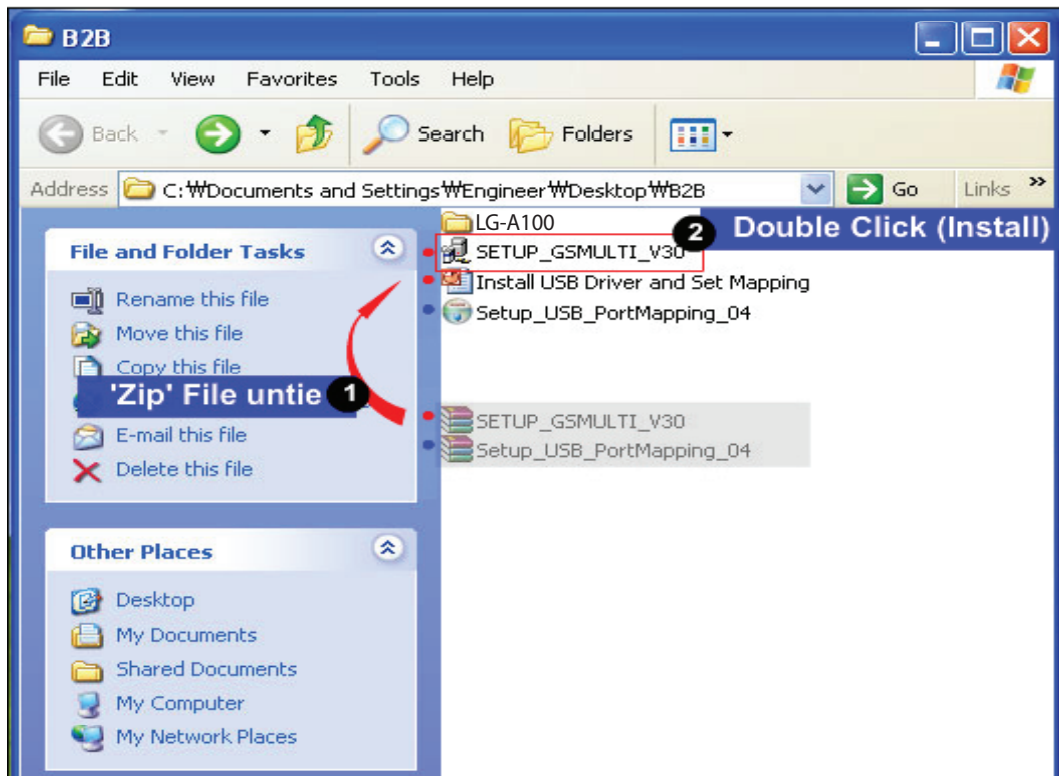 B2B
File Edit View Favorites Tools Help
Back Search Folders
Address C:₩Documents and Settings₩Engineer₩Desktop₩B2B Go Links »
LG-A100
2 Double Click (Install)
SETUP_GSMULTI_V30
Install USB Driver and Set Mapping
Setup_USB_PortMapping_04
SETUP_GSMULTI_V30
Setup_USB_PortMapping_04
File and Folder Tasks
Rename this file
Move this file
Copy this file
'Zip' File untie 1
E-mail this file
Delete this file
Other Places
Desktop
My Documents
Shared Documents
My Computer
My Network Places